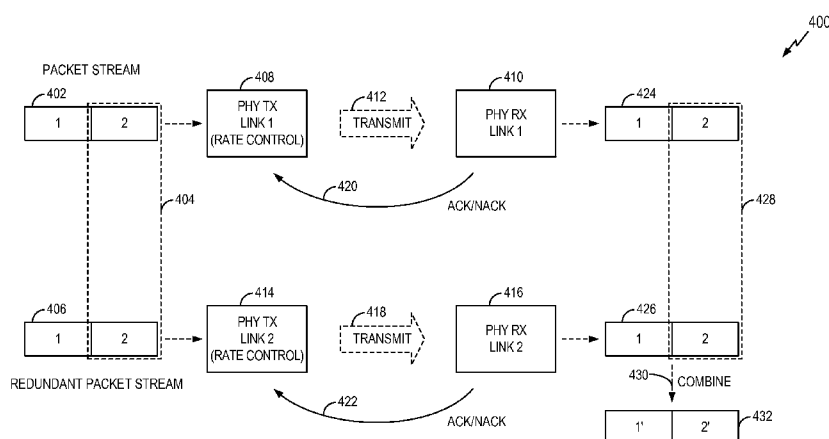 400
PACKET STREAM
402
1 2
408
PHY TX
LINK 1
(RATE CONTROL)
412
TRANSMIT
410
PHY RX
LINK 1
424
1 2
404
420
ACK/NACK
428
406
1 2
REDUNDANT PACKET STREAM
414
PHY TX
LINK 2
(RATE CONTROL)
418
TRANSMIT
416
PHY RX
LINK 2
426
1 2
422
ACK/NACK
430
COMBINE
1' 2'
432